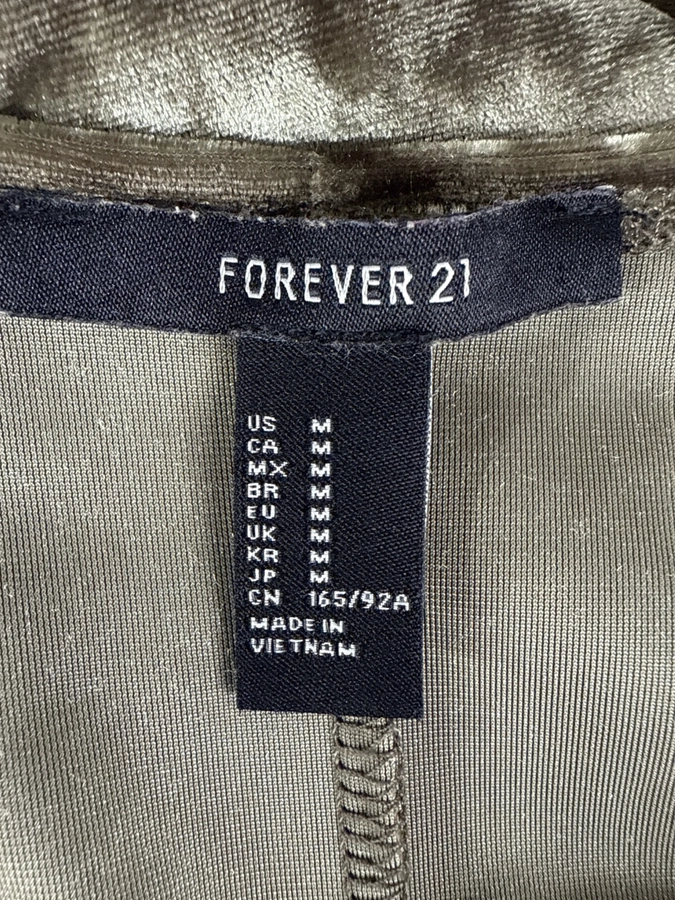 FOREVER 21
US M
CA M
MX M
BR M
EU M
UK M
KR M
JP M
CN 165/92A
MADE IN
VIETNAM